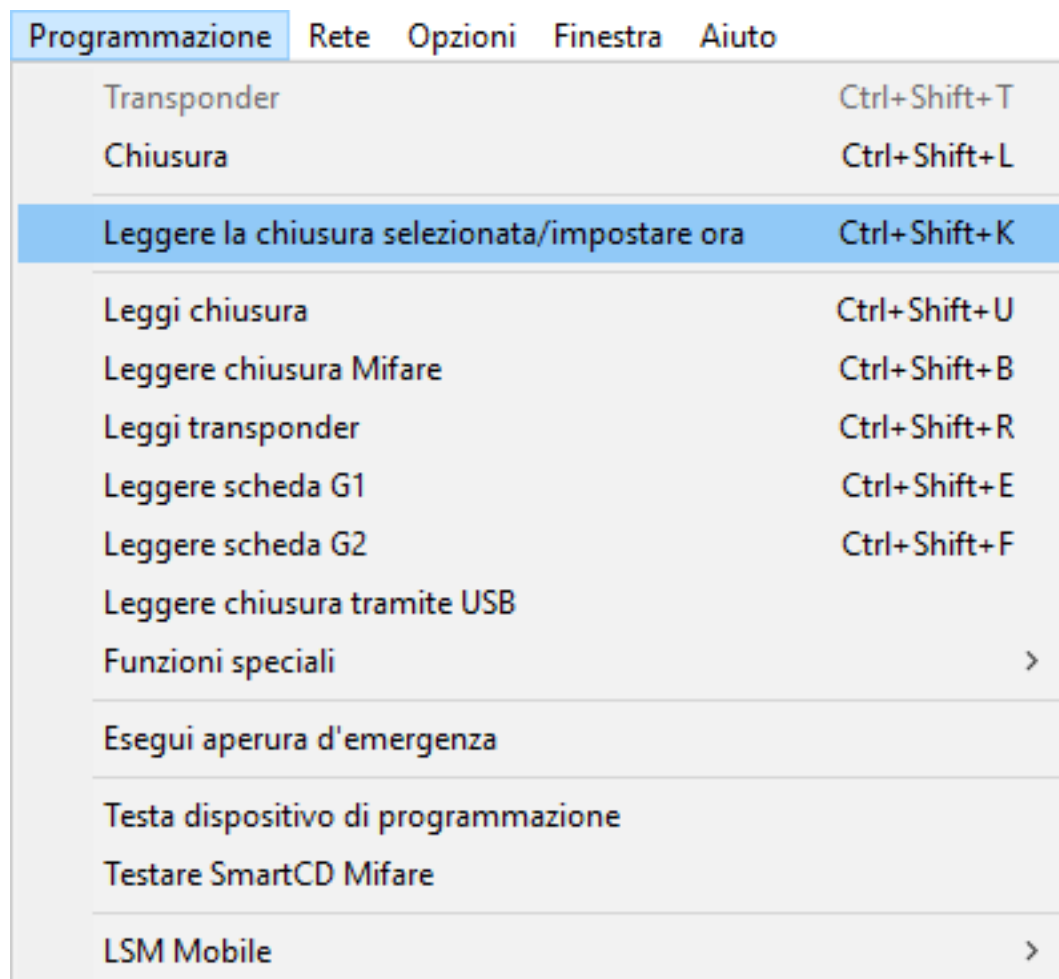 Programmazione Rete Opzioni Finestra Aiuto
Transponder Ctrl+Shift+T
Chiusura Ctrl+Shift+L
Leggere la chiusura selezionata/impostare ora Ctrl+Shift+K
Leggi chiusura Ctrl+Shift+U
Leggere chiusura Mifare Ctrl+Shift+B
Leggi transponder Ctrl+Shift+R
Leggere scheda G1 Ctrl+Shift+E
Leggere scheda G2 Ctrl+Shift+F
Leggere chiusura tramite USB
Funzioni speciali
Esegui aperura d'emergenza
Testa dispositivo di programmazione
Testare SmartCD Mifare
LSM Mobile